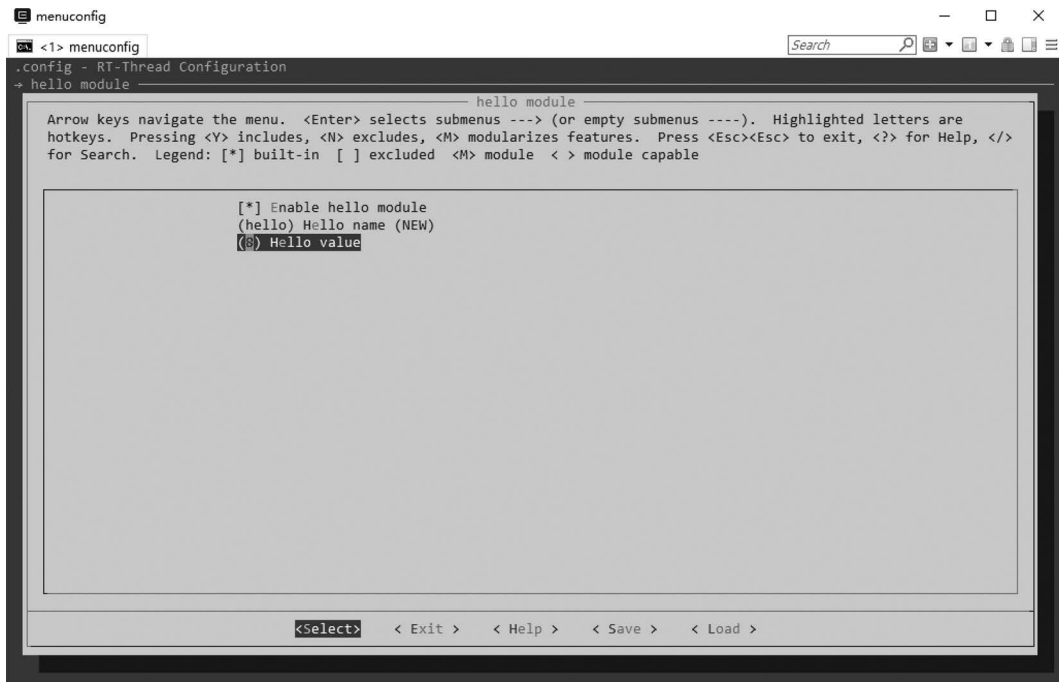 menuconfig
<1> menuconfig
Search
.config - RT-Thread Configuration
→ hello module
hello module
Arrow keys navigate the menu. <Enter> selects submenus ---> (or empty submenus ----). Highlighted letters are
hotkeys. Pressing <Y> includes, <N> excludes, <M> modularizes features. Press <Esc><Esc> to exit, <?> for Help, </>
for Search. Legend: [*] built-in [ ] excluded <M> module < > module capable
[*] Enable hello module
(hello) Hello name (NEW)
(8) Hello value
<Select> < Exit > < Help > < Save > < Load >